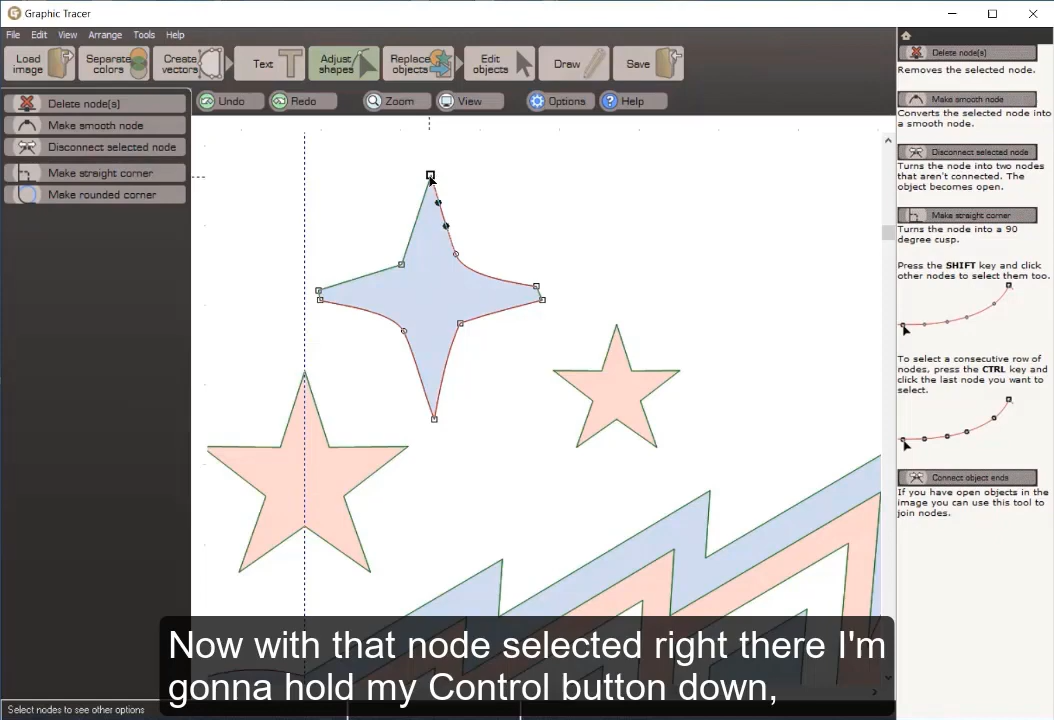 Graphic Tracer
File Edit View Arrange Tools Help
Load image
Separate colors
Create vectors
Text
Adjust shapes
Replace objects
Edit objects
Draw
Save
Undo
Redo
Zoom
View
Options
Help
Delete node(s)
Make smooth node
Disconnect selected node
Make straight corner
Make rounded corner
Delete node(s)
Removes the selected node.
Make smooth node
Converts the selected node into
a smooth node.
Disconnect selected node
Turns the node into two nodes
that aren't connected. The
object becomes open.
Make straight corner
Turns the node into a 90
degree cusp.
Press the SHIFT key and click
other nodes to select them too.
To select a consecutive row of
nodes, press the CTRL key and
click the last node you want to
select.
Connect object ends
If you have open objects in the
image you can use this tool to
join nodes.
Now with that node selected right there I'm
gonna hold my Control button down,
Select nodes to see other options